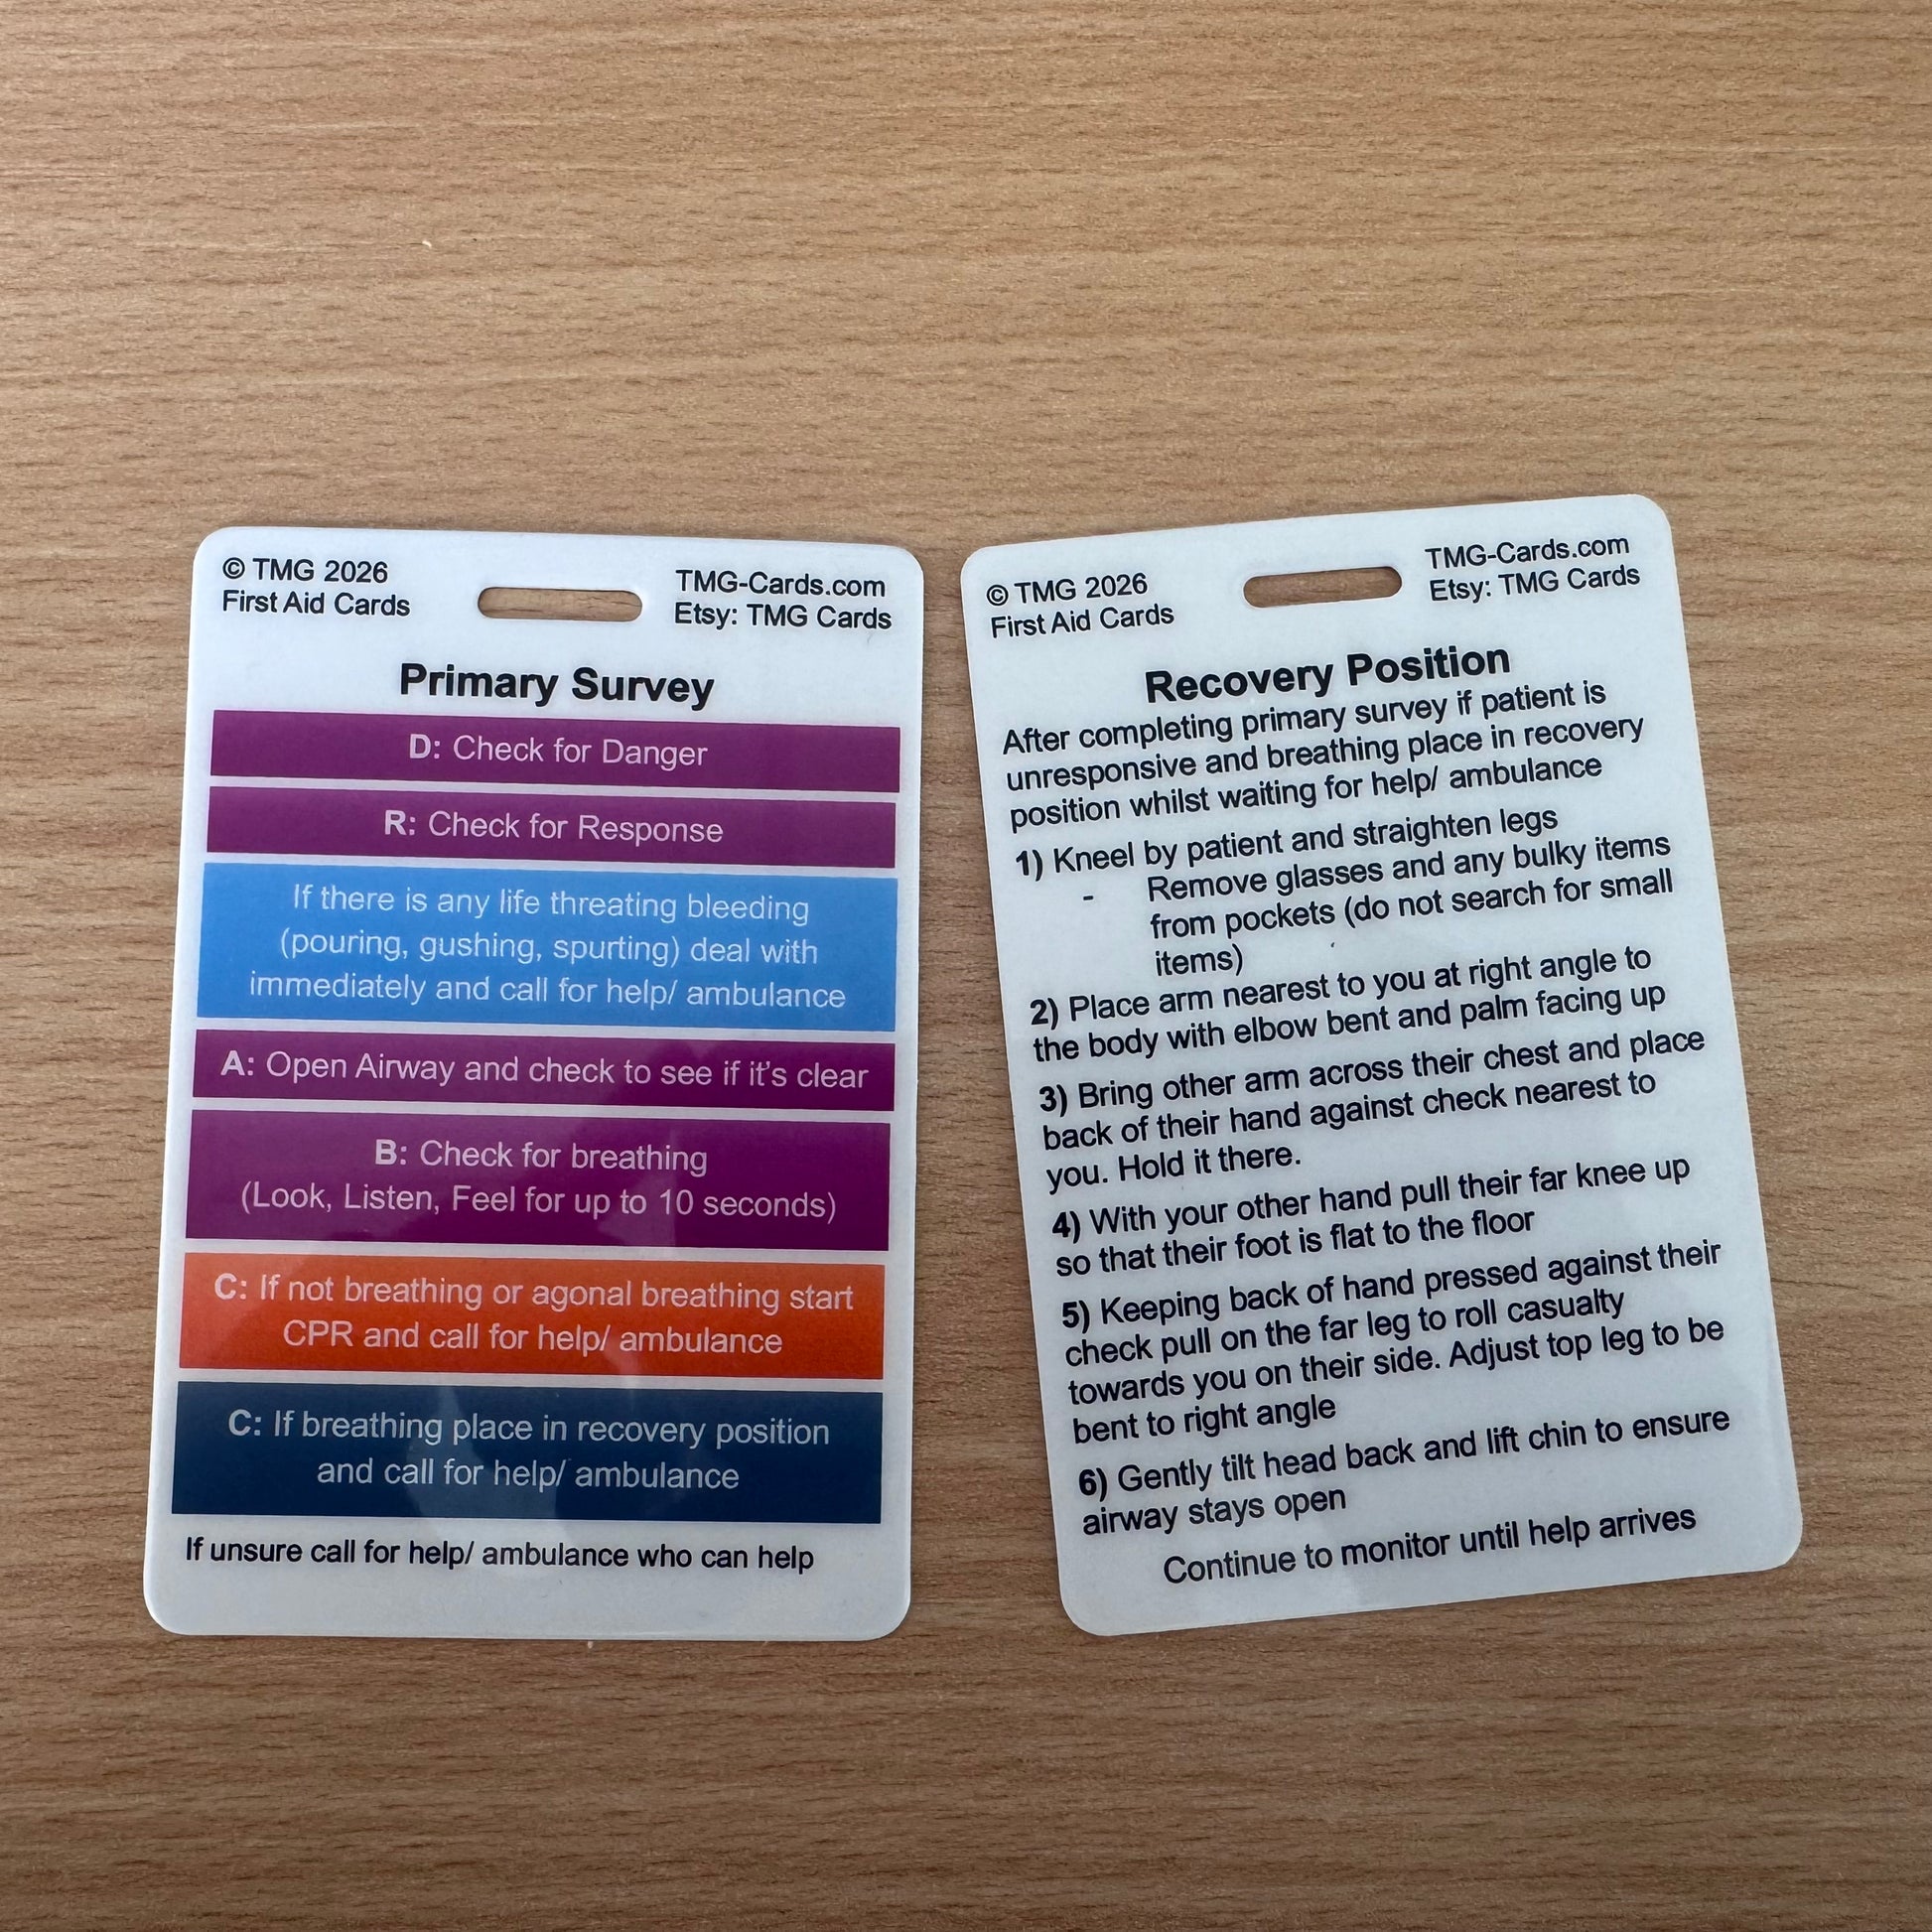 © TMG 2026
First Aid Cards
TMG-Cards.com
Etsy: TMG Cards
Primary Survey
D: Check for Danger
R: Check for Response
If there is any life threating bleeding
(pouring, gushing, spurting) deal with
immediately and call for help/ ambulance
A: Open Airway and check to see if it's clear
B: Check for breathing
(Look, Listen, Feel for up to 10 seconds)
C: If not breathing or agonal breathing start
CPR and call for help/ ambulance
C: If breathing place in recovery position
and call for help/ ambulance
If unsure call for help/ ambulance who can help
© TMG 2026
First Aid Cards
TMG-Cards.com
Etsy: TMG Cards
Recovery Position
After completing primary survey if patient is
unresponsive and breathing place in recovery
position whilst waiting for help/ ambulance
1) Kneel by patient and straighten legs
- Remove glasses and any bulky items
from pockets (do not search for small
items)
2) Place arm nearest to you at right angle to
the body with elbow bent and palm facing up
3) Bring other arm across their chest and place
back of their hand against check nearest to
you. Hold it there.
4) With your other hand pull their far knee up
so that their foot is flat to the floor
5) Keeping back of hand pressed against their
check pull on the far leg to roll casualty
towards you on their side. Adjust top leg to be
bent to right angle
6) Gently tilt head back and lift chin to ensure
airway stays open
Continue to monitor until help arrives